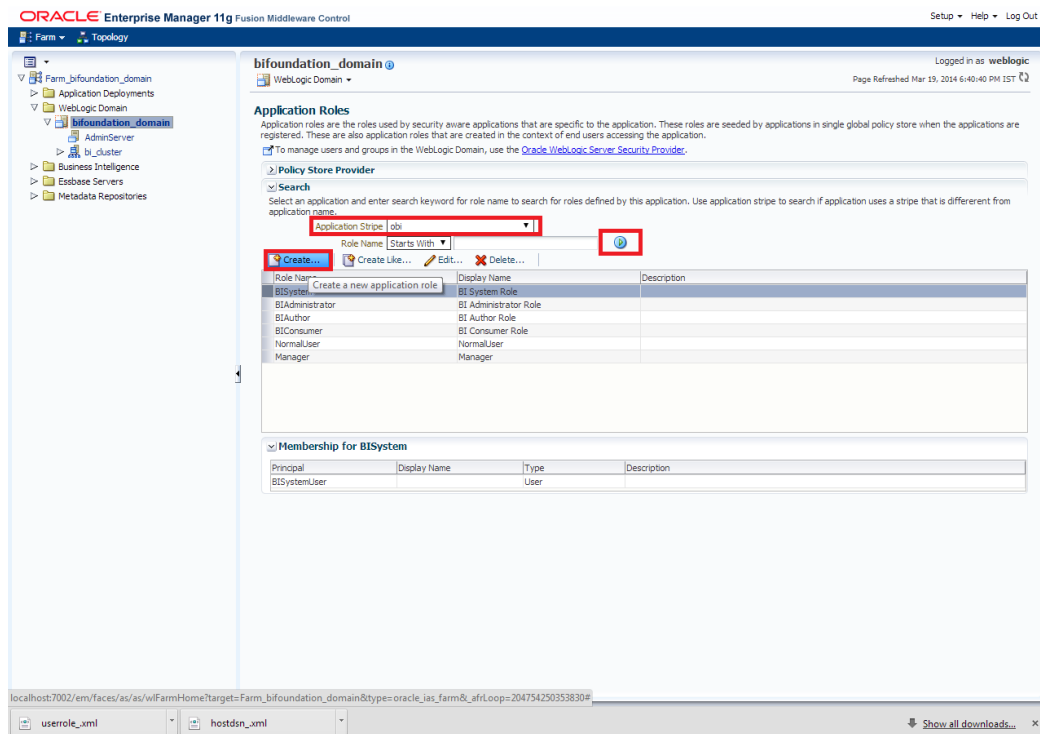 ORACLE Enterprise Manager 11g Fusion Middleware Control
Setup Help Log Out
Farm Topology
Farm_bifoundation_domain
Application Deployments
WebLogic Domain
bifoundation_domain
AdminServer
bi_cluster
Business Intelligence
Essbase Servers
Metadata Repositories
bifoundation_domain
Logged in as weblogic
WebLogic Domain
Page Refreshed Mar 19, 2014 6:40:40 PM IST
Application Roles
Application roles are the roles used by security aware applications that are specific to the application. These roles are seeded by applications in single global policy store when the applications are
registered. These are also application roles that are created in the context of end users accessing the application.
To manage users and groups in the WebLogic Domain, use the Oracle WebLogic Server Security Provider.
Policy Store Provider
Search
Select an application and enter search keyword for role name to search for roles defined by this application. Use application stripe to search if application uses a stripe that is differerent from
application name.
Application Stripe obi
Role Name Starts With
Create... Create Like... Edit... Delete...
Role Name Display Name Description
Create a new application role
BISystem BI System Role
BIAdministrator BI Administrator Role
BIAuthor BI Author Role
BIConsumer BI Consumer Role
NormalUser NormalUser
Manager Manager
Membership for BISystem
Principal Display Name Type Description
BISystemUser User
localhost:7002/em/faces/as/as/wlFarmHome?target=Farm_bifoundation_domain&type=oracle_ias_farm&_afrLoop=204754250353830#
userrole_.xml hostdsn_.xml Show all downloads...